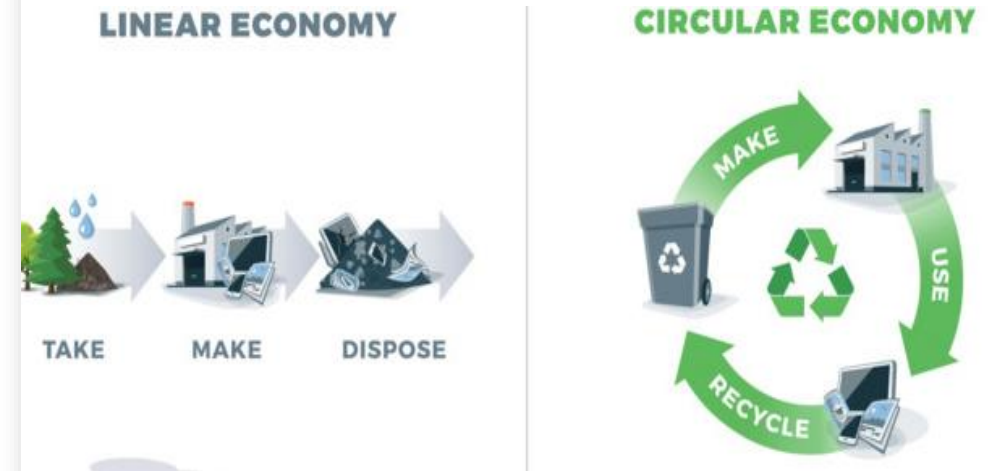 LINEAR ECONOMY
TAKE
MAKE
DISPOSE
CIRCULAR ECONOMY
MAKE
USE
RECYCLE